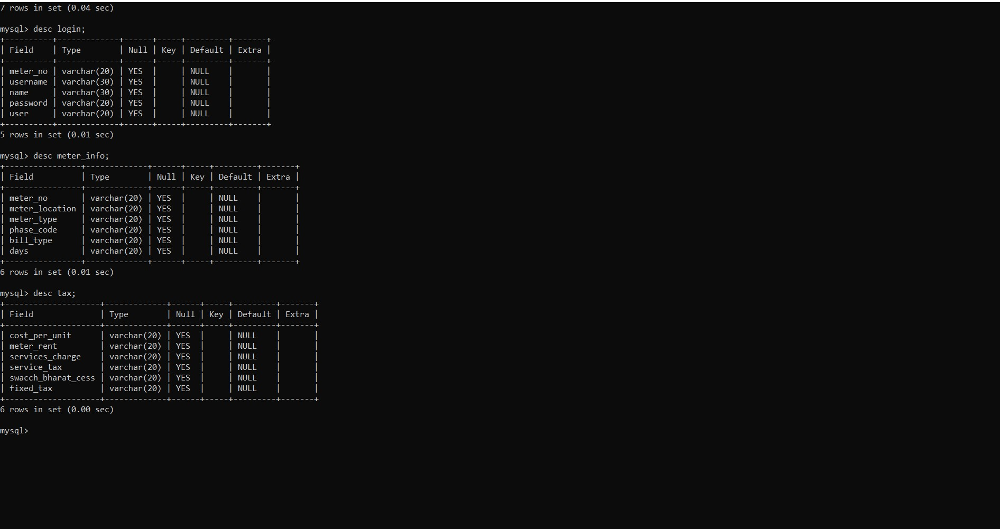 7 rows in set (0.04 sec)
mysql> desc login;
+----------+-------------+------+-----+---------+-------+
| Field    | Type        | Null | Key | Default | Extra |
+----------+-------------+------+-----+---------+-------+
| meter_no | varchar(20) | YES  |     | NULL    |       |
| username | varchar(30) | YES  |     | NULL    |       |
| name     | varchar(30) | YES  |     | NULL    |       |
| password | varchar(20) | YES  |     | NULL    |       |
| user     | varchar(20) | YES  |     | NULL    |       |
+----------+-------------+------+-----+---------+-------+
5 rows in set (0.01 sec)
mysql> desc meter_info;
+----------------+-------------+------+-----+---------+-------+
| Field          | Type        | Null | Key | Default | Extra |
+----------------+-------------+------+-----+---------+-------+
| meter_no       | varchar(20) | YES  |     | NULL    |       |
| meter_location | varchar(20) | YES  |     | NULL    |       |
| meter_type     | varchar(20) | YES  |     | NULL    |       |
| phase_code     | varchar(20) | YES  |     | NULL    |       |
| bill_type      | varchar(20) | YES  |     | NULL    |       |
| days           | varchar(20) | YES  |     | NULL    |       |
+----------------+-------------+------+-----+---------+-------+
6 rows in set (0.01 sec)
mysql> desc tax;
+--------------------+-------------+------+-----+---------+-------+
| Field              | Type        | Null | Key | Default | Extra |
+--------------------+-------------+------+-----+---------+-------+
| cost_per_unit      | varchar(20) | YES  |     | NULL    |       |
| meter_rent         | varchar(20) | YES  |     | NULL    |       |
| services_charge    | varchar(20) | YES  |     | NULL    |       |
| service_tax        | varchar(20) | YES  |     | NULL    |       |
| swacch_bharat_cess | varchar(20) | YES  |     | NULL    |       |
| fixed_tax          | varchar(20) | YES  |     | NULL    |       |
+--------------------+-------------+------+-----+---------+-------+
6 rows in set (0.00 sec)
mysql>